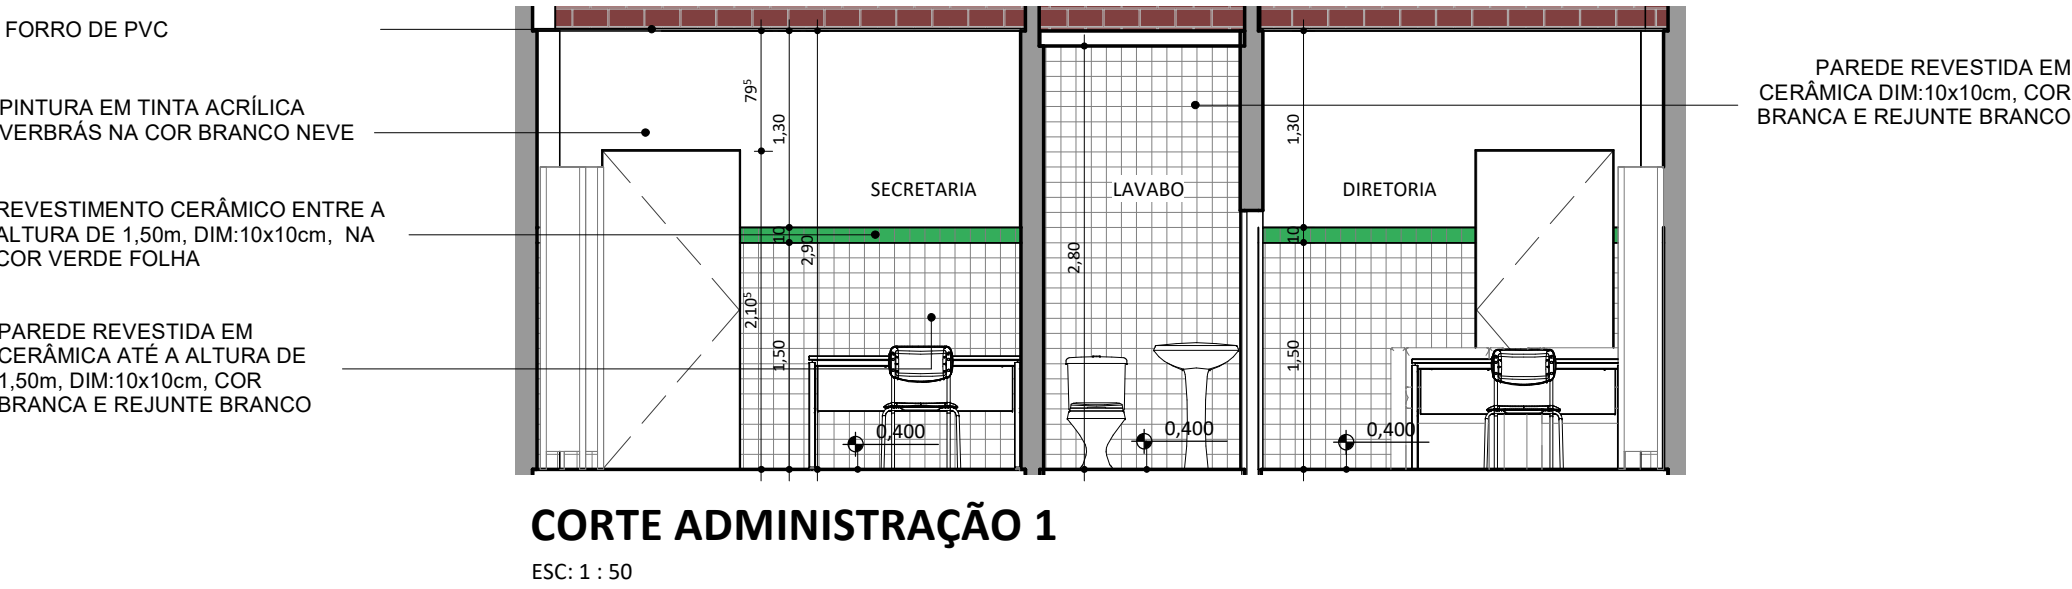 FORRO DE PVC
PINTURA EM TINTA ACRÍLICA
VERBRÁS NA COR BRANCO NEVE
REVESTIMENTO CERÂMICO ENTRE A
ALTURA DE 1,50m, DIM:10x10cm, NA
COR VERDE FOLHA
PAREDE REVESTIDA EM
CERÂMICA ATÉ A ALTURA DE
1,50m, DIM:10x10cm, COR
BRANCA E REJUNTE BRANCO
79⁵
1,30
SECRETARIA
10
2,90
2,10⁵
1,50
0,400
LAVABO
2,80
0,400
1,30
DIRETORIA
10
1,50
0,400
PAREDE REVESTIDA EM
CERÂMICA DIM:10x10cm, COR
BRANCA E REJUNTE BRANCO
CORTE ADMINISTRAÇÃO 1
ESC: 1 : 50